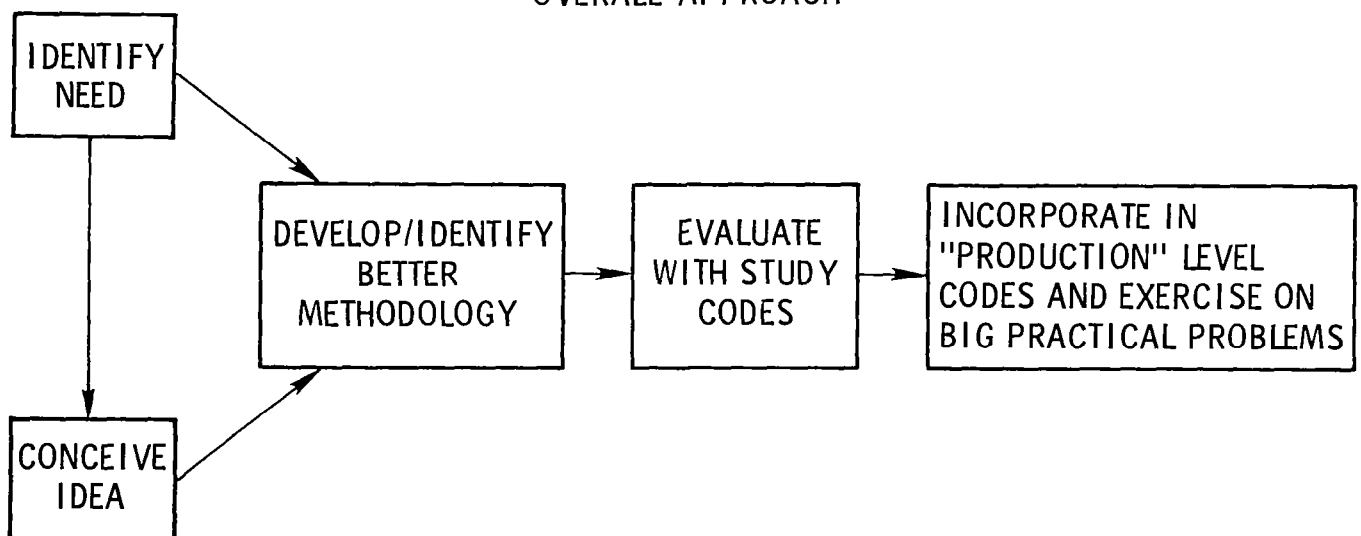 OVERALL APPROACH
IDENTIFY
NEED
DEVELOP/IDENTIFY
BETTER
METHODOLOGY
EVALUATE
WITH STUDY
CODES
INCORPORATE IN
"PRODUCTION" LEVEL
CODES AND EXERCISE ON
BIG PRACTICAL PROBLEMS
CONCEIVE
IDEA